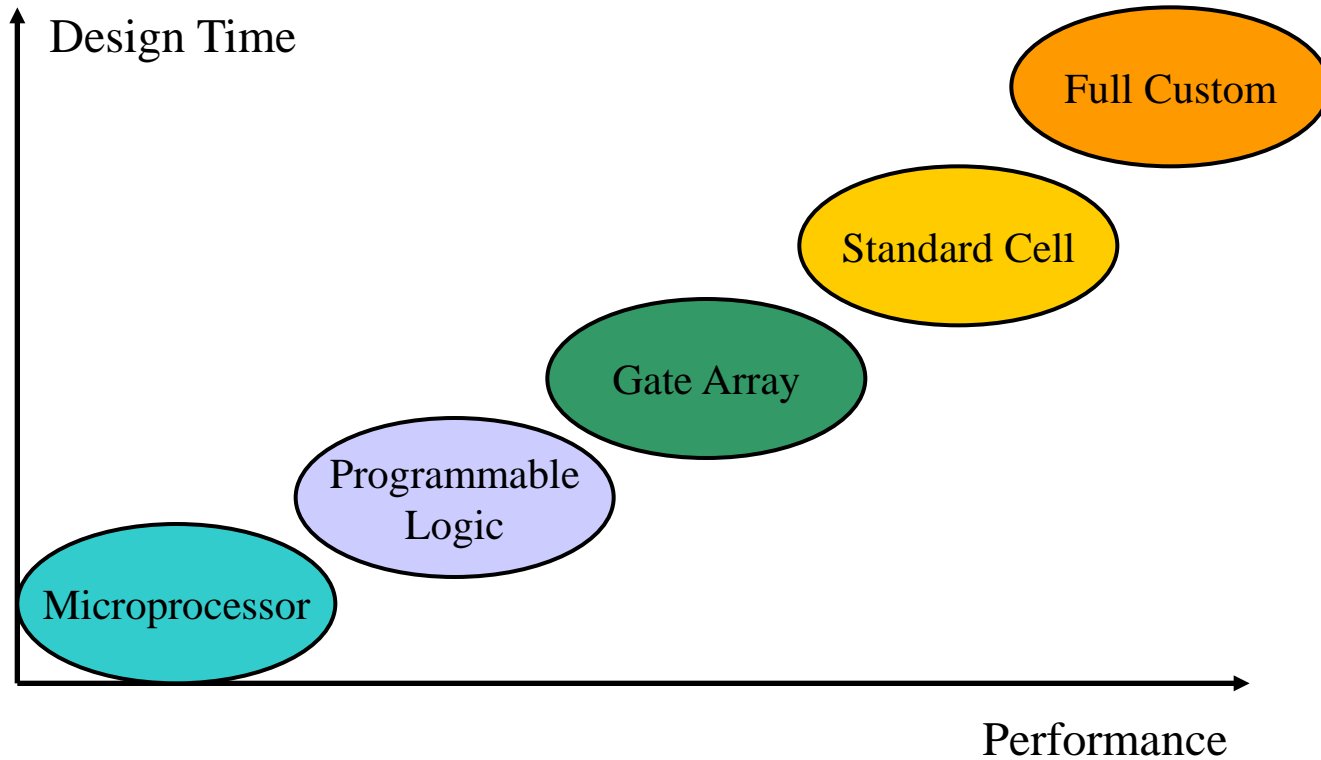 Design Time
Full Custom
Standard Cell
Gate Array
Programmable
Logic
Microprocessor
Performance